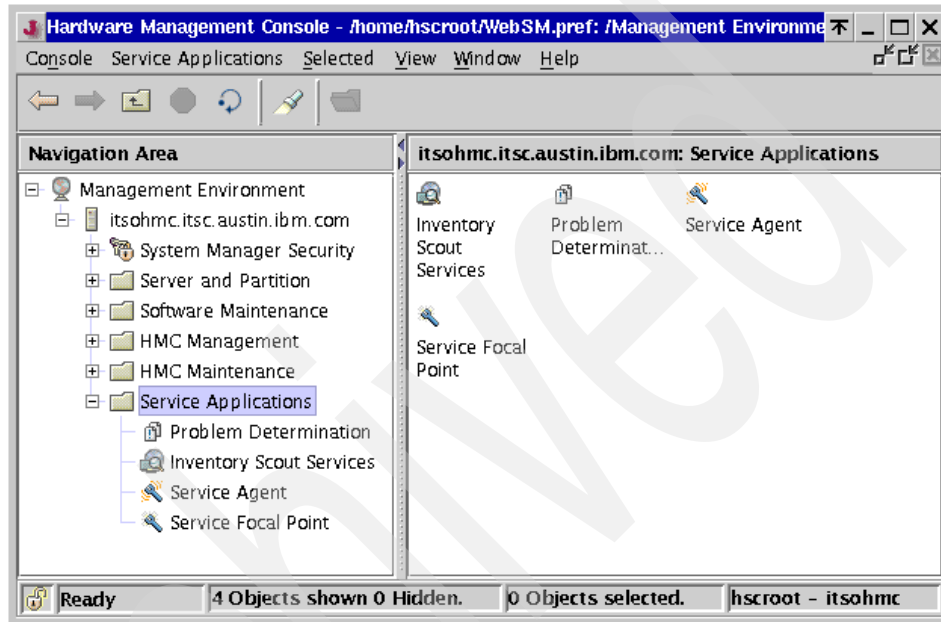 Hardware Management Console - /home/hscroot/WebSM.pref: /Management Environme
Console Service Applications Selected View Window Help
Navigation Area
Management Environment
itsohmc.itsc.austin.ibm.com
System Manager Security
Server and Partition
Software Maintenance
HMC Management
HMC Maintenance
Service Applications
Problem Determination
Inventory Scout Services
Service Agent
Service Focal Point
itsohmc.itsc.austin.ibm.com: Service Applications
Inventory
Scout
Services
Problem
Determinat...
Service Agent
Service Focal
Point
Ready
4 Objects shown 0 Hidden.
0 Objects selected.
hscroot - itsohmc